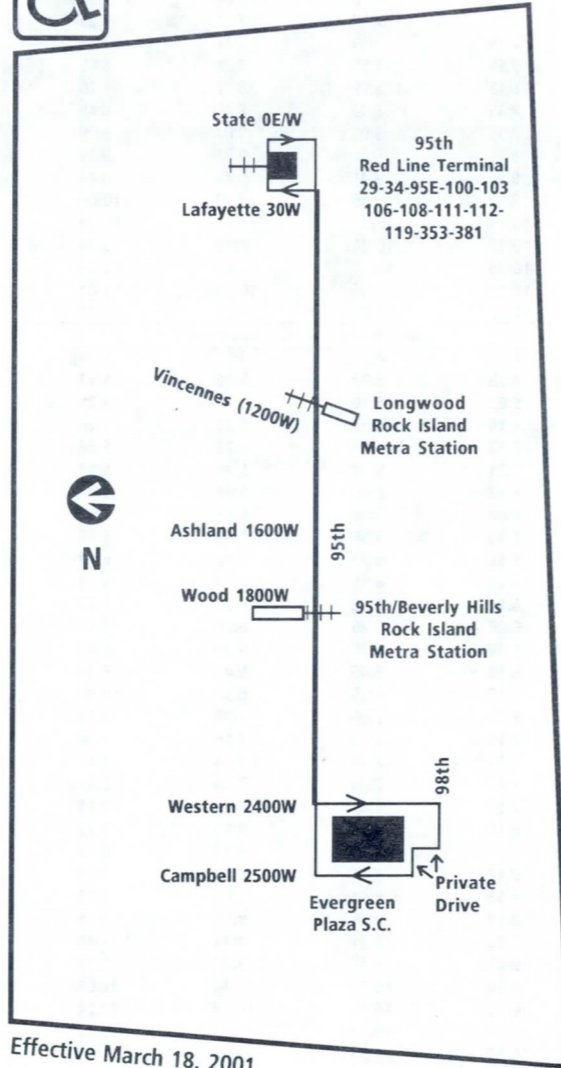 State 0E/W
95th
Red Line Terminal
29-34-95E-100-103
106-108-111-112-
119-353-381
Lafayette 30W
Vincennes (1200W)
Longwood
Rock Island
Metra Station
N
Ashland 1600W
95th
Wood 1800W
95th/Beverly Hills
Rock Island
Metra Station
98th
Western 2400W
Campbell 2500W
Private
Drive
Evergreen
Plaza S.C.
Effective March 18, 2001